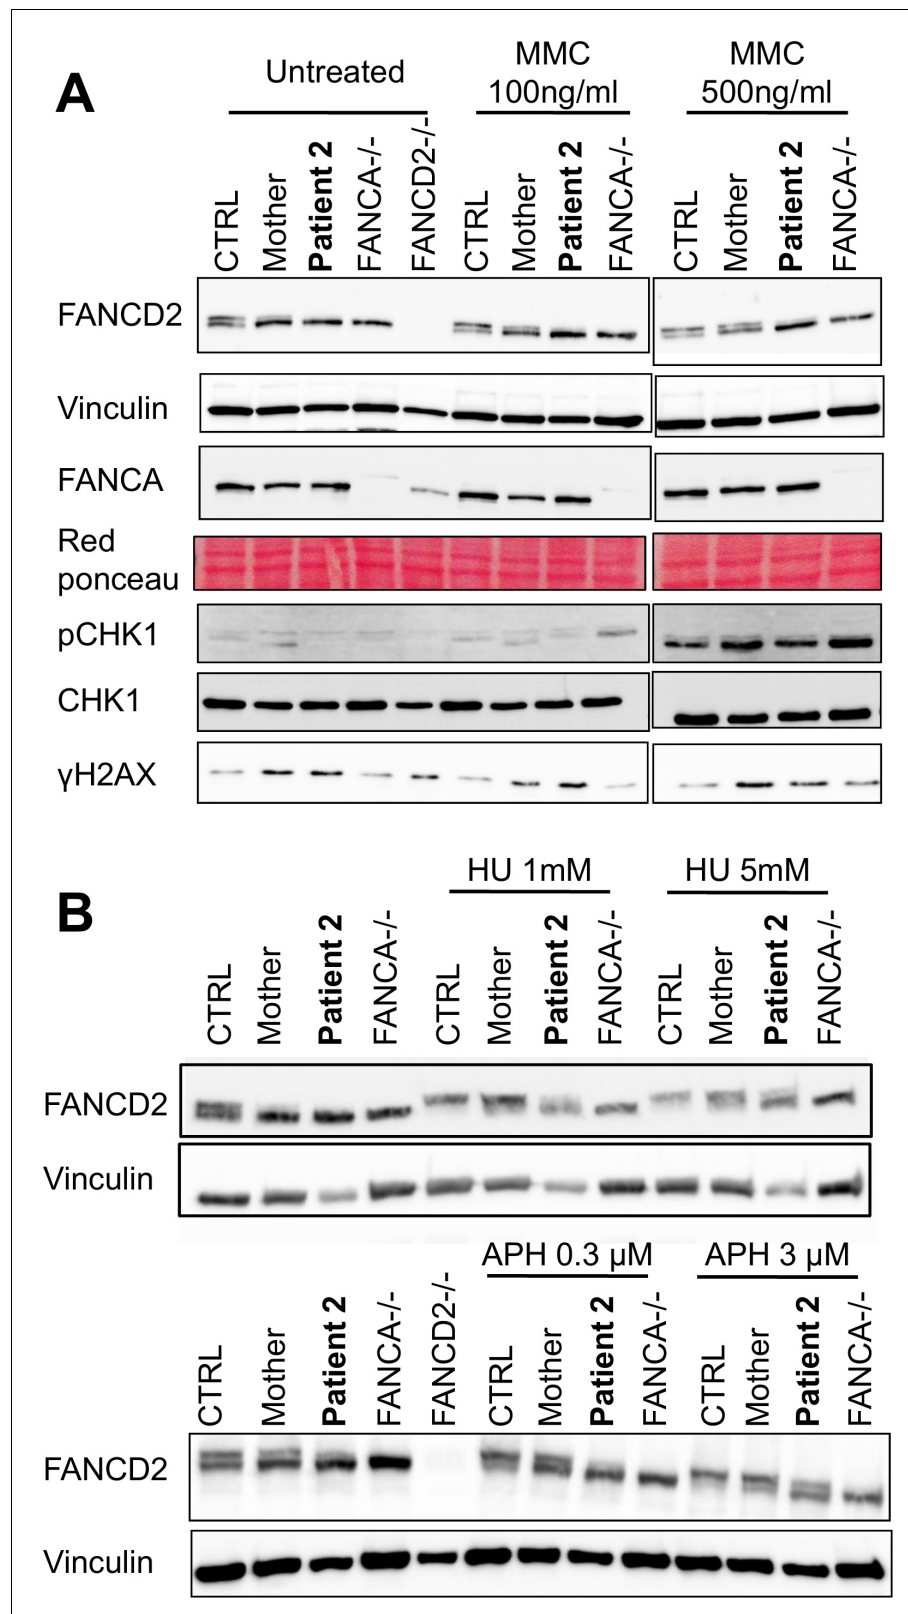 A
Untreated
MMC
100ng/ml
MMC
500ng/ml
CTRL
Mother
Patient 2
FANCA-/-
FANCD2-/-
CTRL
Mother
Patient 2
FANCA-/-
CTRL
Mother
Patient 2
FANCA-/-
FANCD2
Vinculin
FANCA
Red
ponceau
pCHK1
CHK1
γH2AX
B
HU 1mM
HU 5mM
CTRL
Mother
Patient 2
FANCA-/-
CTRL
Mother
Patient 2
FANCA-/-
CTRL
Mother
Patient 2
FANCA-/-
FANCD2
Vinculin
APH 0.3 µM
APH 3 µM
CTRL
Mother
Patient 2
FANCA-/-
FANCD2-/-
CTRL
Mother
Patient 2
FANCA-/-
CTRL
Mother
Patient 2
FANCA-/-
FANCD2
Vinculin